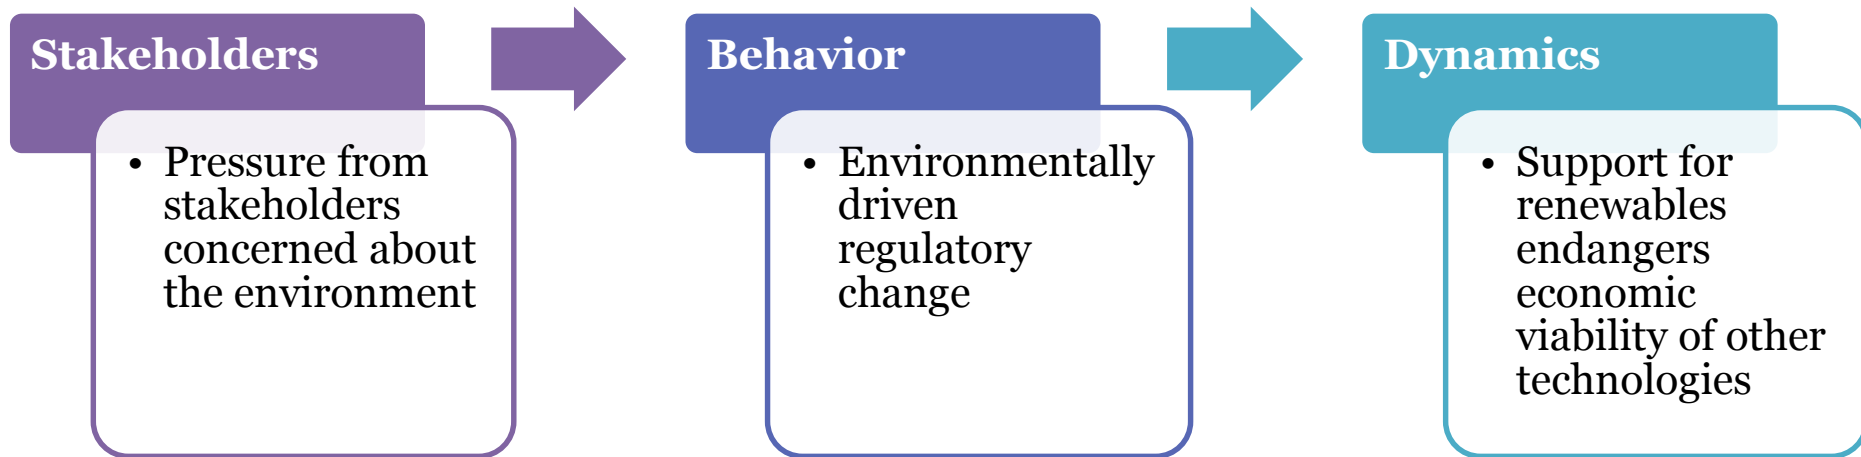 Stakeholders
• Pressure from
stakeholders
concerned about
the environment
Behavior
• Environmentally
driven
regulatory
change
Dynamics
• Support for
renewables
endangers
economic
viability of other
technologies